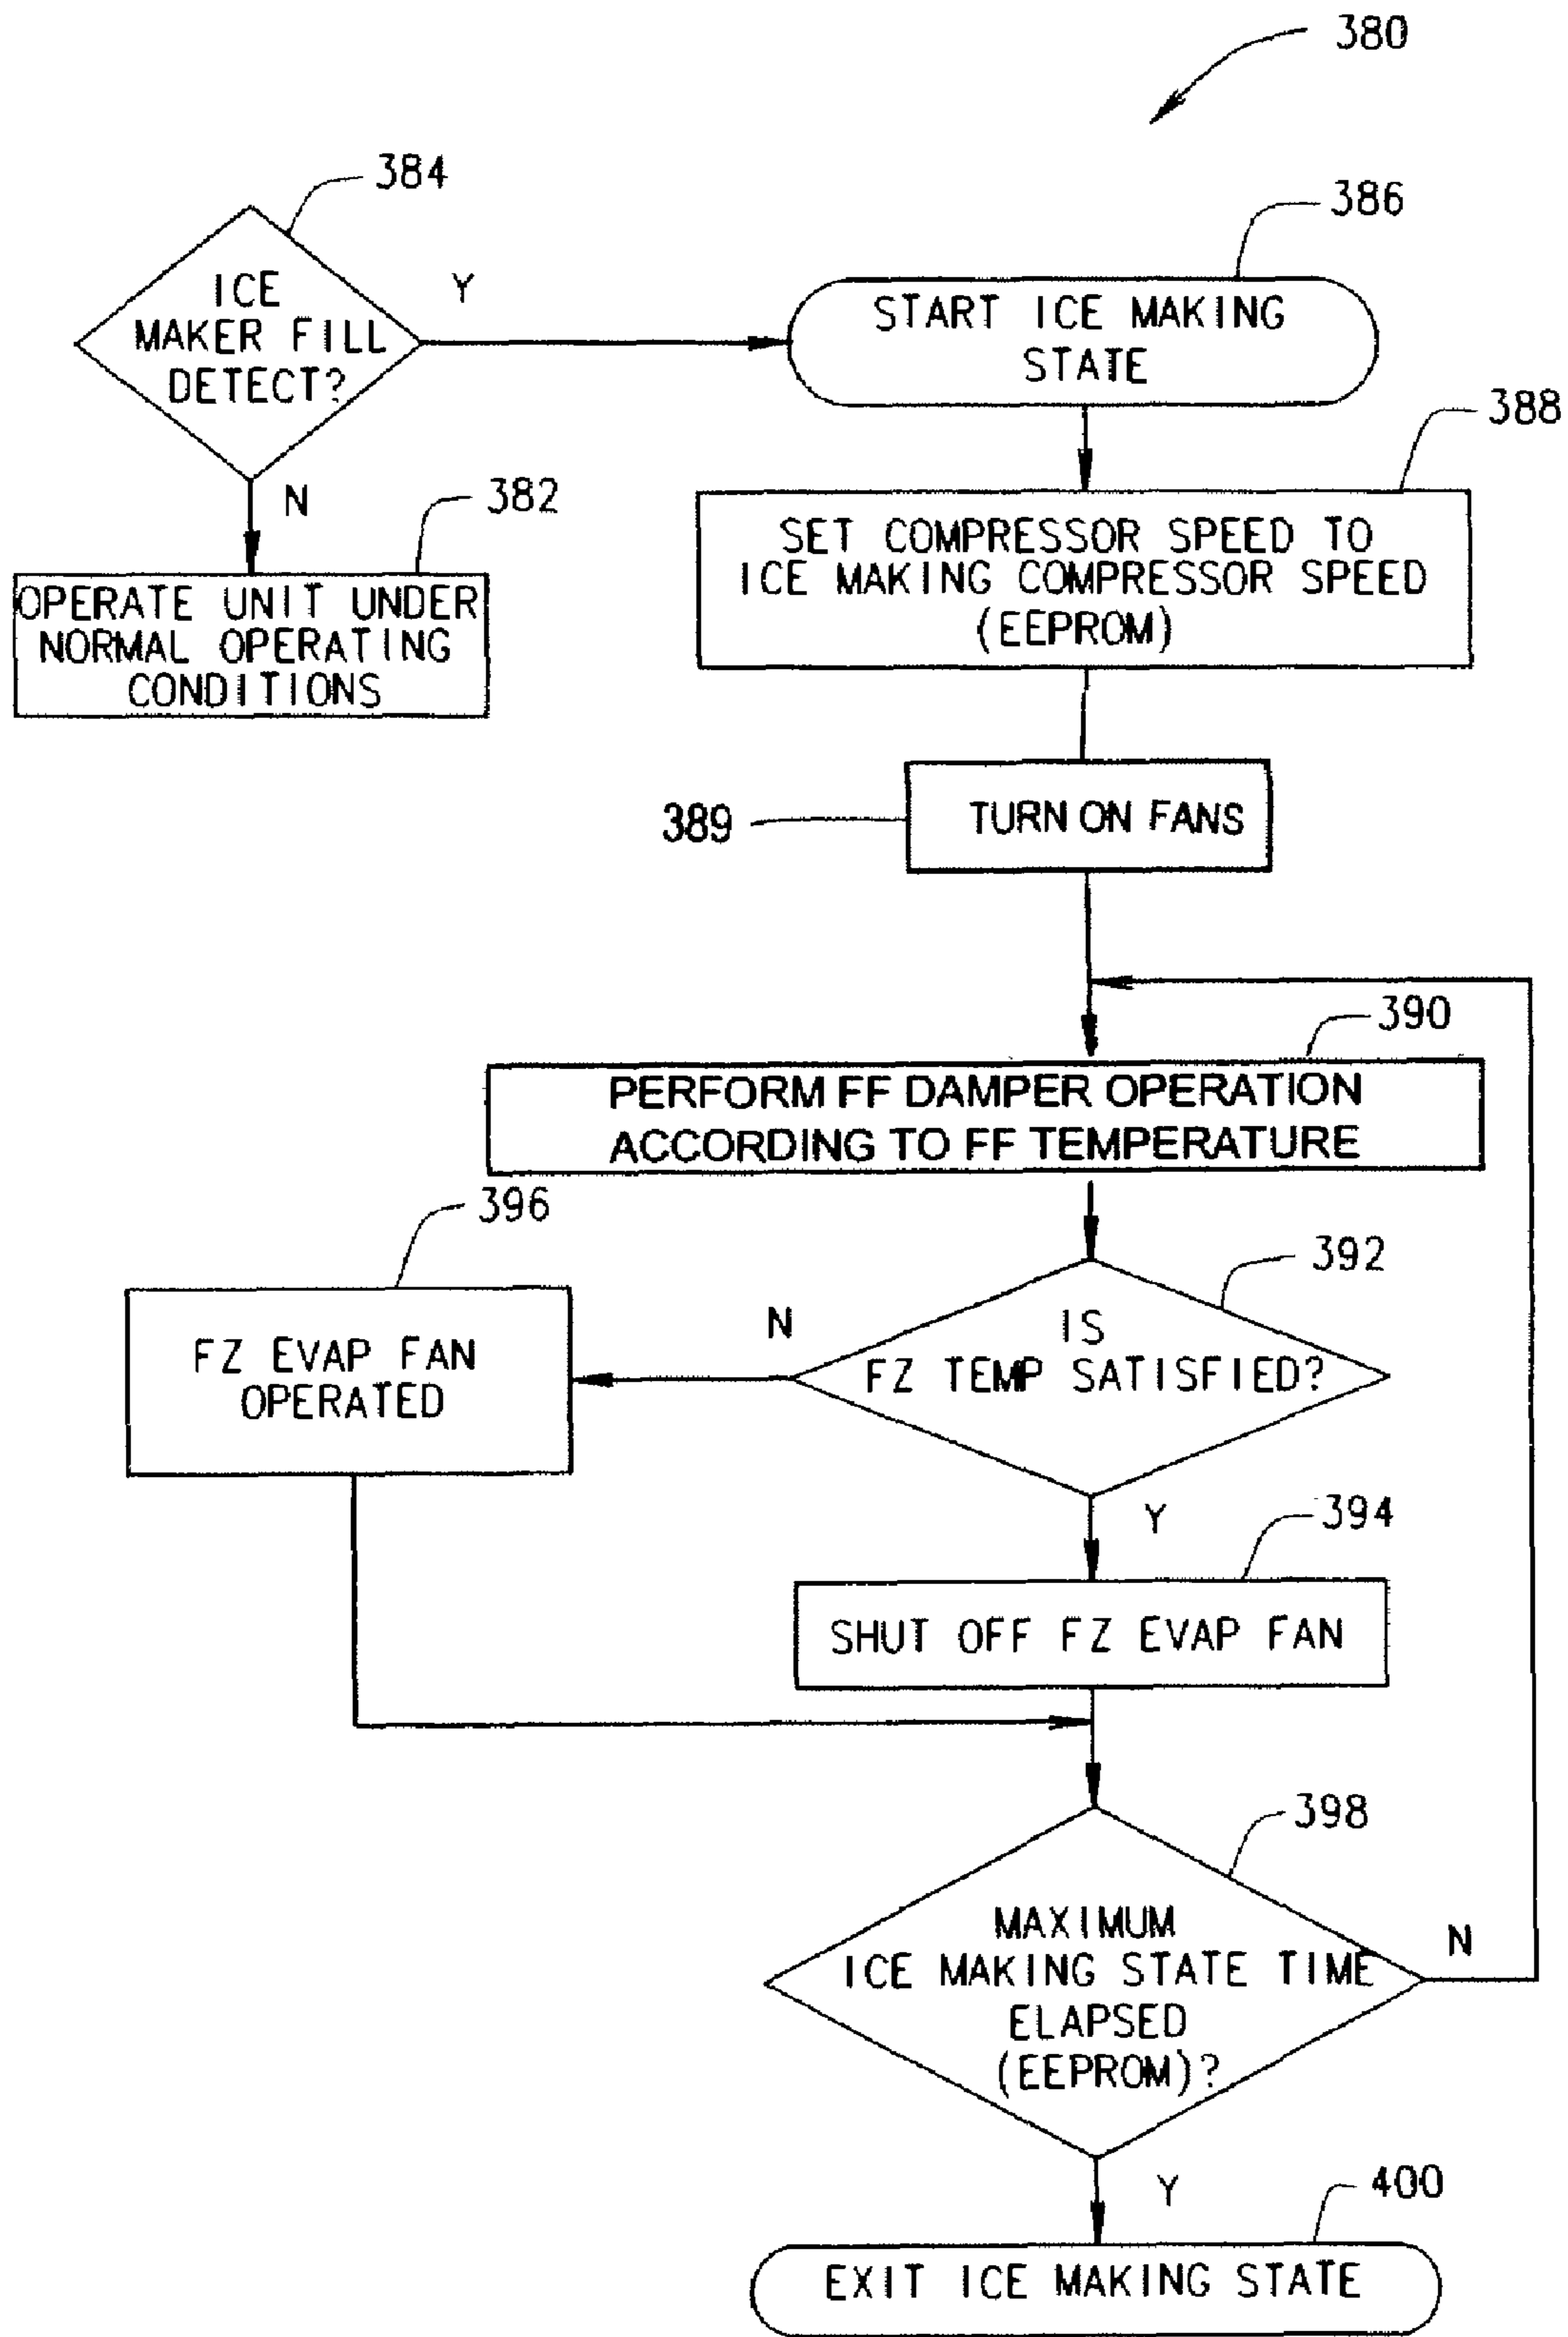 380
384
ICE
MAKER FILL
DETECT?
Y
N
386
START ICE MAKING
STATE
382
OPERATE UNIT UNDER
NORMAL OPERATING
CONDITIONS
388
SET COMPRESSOR SPEED TO
ICE MAKING COMPRESSOR SPEED
(EEPROM)
389
TURN ON FANS
390
PERFORM FF DAMPER OPERATION
ACCORDING TO FF TEMPERATURE
392
IS
FZ TEMP SATISFIED?
N
396
FZ EVAP FAN
OPERATED
Y
394
SHUT OFF FZ EVAP FAN
398
MAXIMUM
ICE MAKING STATE TIME
ELAPSED
(EEPROM)?
N
Y
400
EXIT ICE MAKING STATE